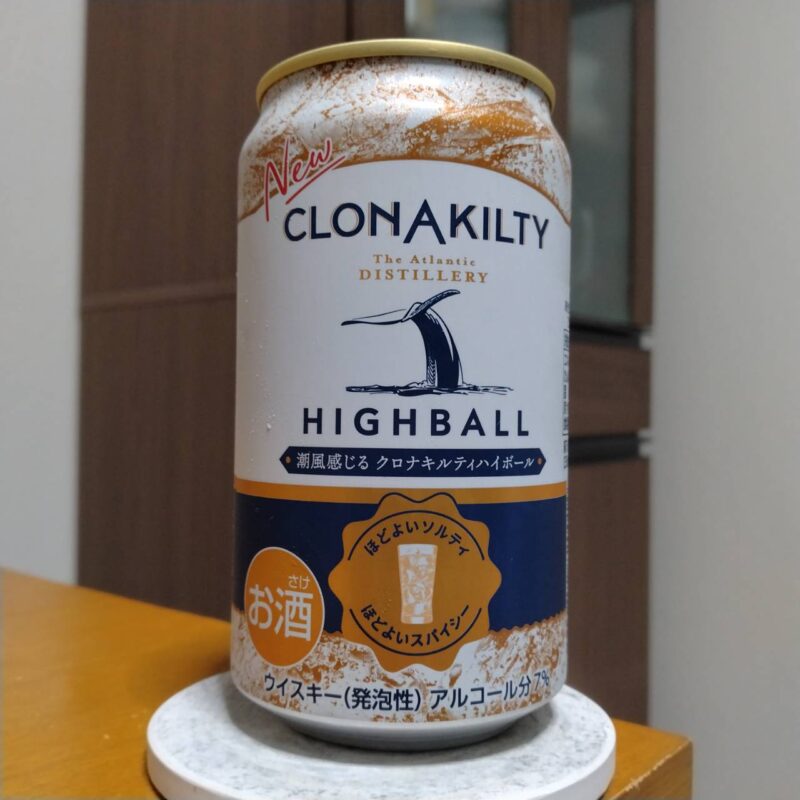 New
CLONAKILTY
The Atlantic
DISTILLERY
HIGHBALL
潮風感じる クロナキルティハイボール
ほどよいソルティ
ほどよいスパイシー
さけ
お酒
ウイスキー(発泡性) アルコール分7%